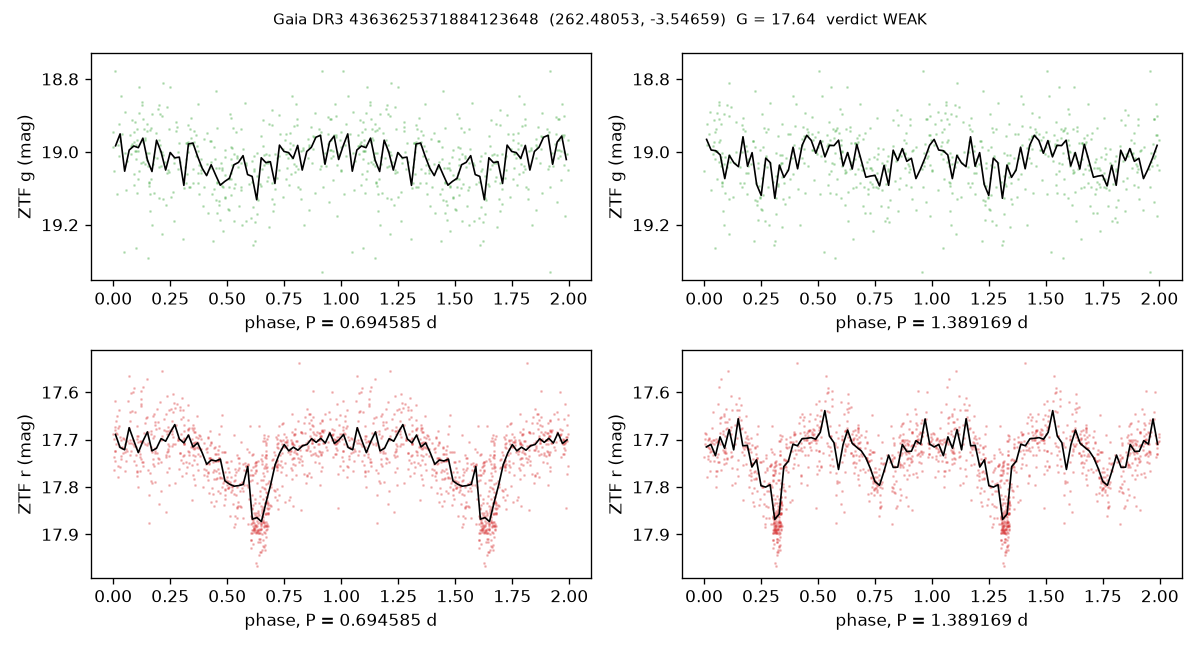 Gaia DR3 4363625371884123648 (262.48053, -3.54659) G = 17.64 verdict WEAK
ZTF g (mag)
18.8
19.0
19.2
0.00 0.25 0.50 0.75 1.00 1.25 1.50 1.75 2.00
phase, P = 0.694585 d
ZTF g (mag)
18.8
19.0
19.2
0.00 0.25 0.50 0.75 1.00 1.25 1.50 1.75 2.00
phase, P = 1.389169 d
ZTF r (mag)
17.6
17.7
17.8
17.9
0.00 0.25 0.50 0.75 1.00 1.25 1.50 1.75 2.00
phase, P = 0.694585 d
ZTF r (mag)
17.6
17.7
17.8
17.9
0.00 0.25 0.50 0.75 1.00 1.25 1.50 1.75 2.00
phase, P = 1.389169 d